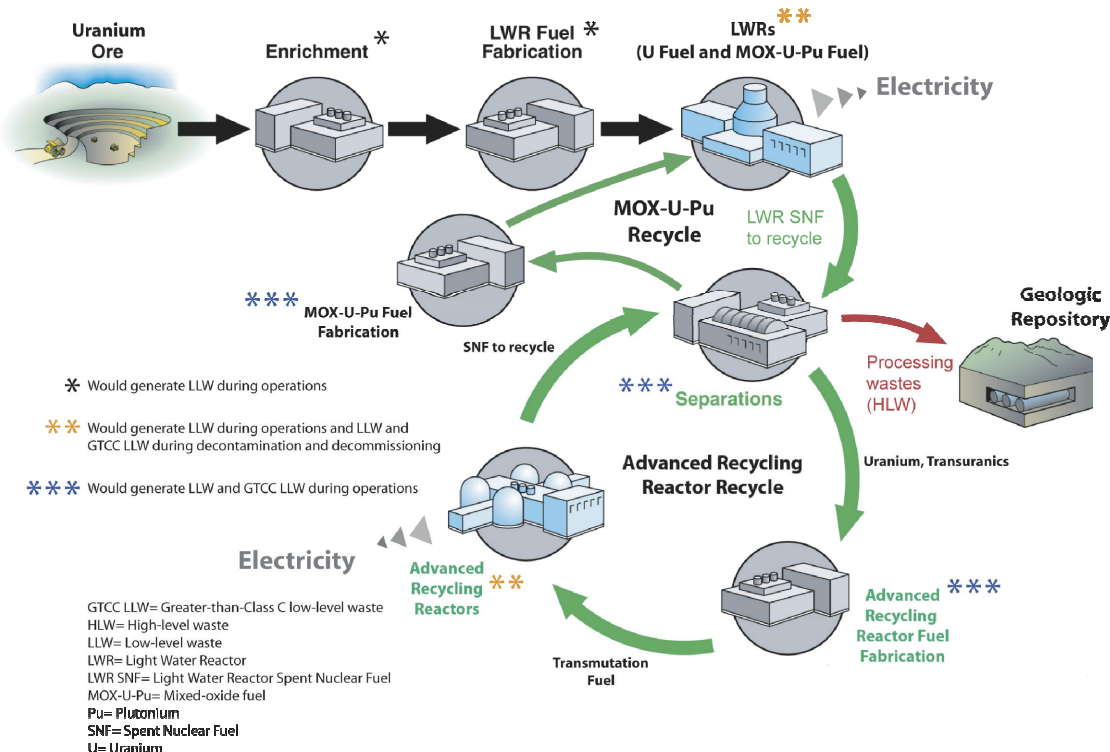 Uranium
Ore
Enrichment *
LWR Fuel *
Fabrication
LWRs **
(U Fuel and MOX-U-Pu Fuel)
Electricity
MOX-U-Pu
Recycle
LWR SNF
to recycle
*** MOX-U-Pu Fuel
Fabrication
SNF to recycle
*** Separations
Processing
wastes
(HLW)
Geologic
Repository
* Would generate LLW during operations
** Would generate LLW during operations and LLW and
GTCC LLW during decontamination and decommissioning
*** Would generate LLW and GTCC LLW during operations
Advanced Recycling
Reactor Recycle
Uranium, Transuranics
Electricity
Advanced
Recycling **
Reactors
Advanced ***
Recycling
Reactor Fuel
Fabrication
Transmutation
Fuel
GTCC LLW= Greater-than-Class C low-level waste
HLW= High-level waste
LLW= Low-level waste
LWR= Light Water Reactor
LWR SNF= Light Water Reactor Spent Nuclear Fuel
MOX-U-Pu= Mixed-oxide fuel
Pu= Plutonium
SNF= Spent Nuclear Fuel
U= Uranium